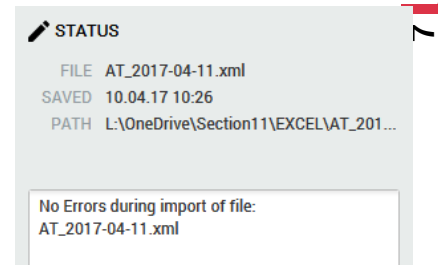 STATUS
FILE AT_2017-04-11.xml
SAVED 10.04.17 10:26
PATH L:\OneDrive\Section11\EXCEL\AT_201...
No Errors during import of file:
AT_2017-04-11.xml